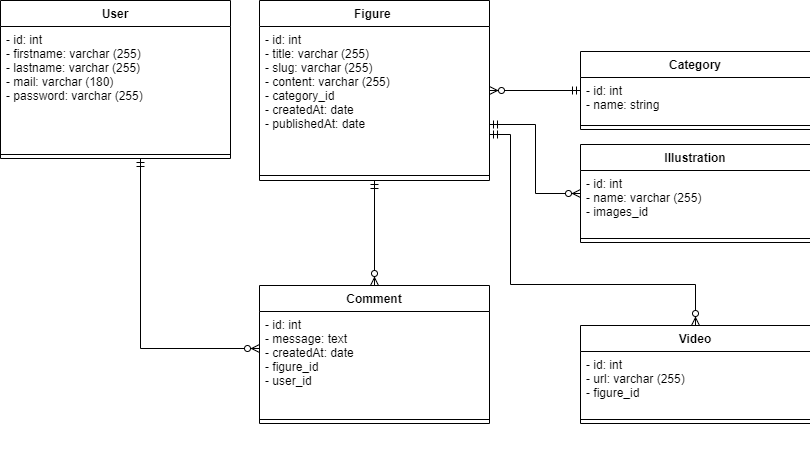 User
- id: int
- firstname: varchar (255)
- lastname: varchar (255)
- mail: varchar (180)
- password: varchar (255)
Figure
- id: int
- title: varchar (255)
- slug: varchar (255)
- content: varchar (255)
- category_id
- createdAt: date
- publishedAt: date
Category
- id: int
- name: string
Illustration
- id: int
- name: varchar (255)
- images_id
Comment
- id: int
- message: text
- createdAt: date
- figure_id
- user_id
Video
- id: int
- url: varchar (255)
- figure_id